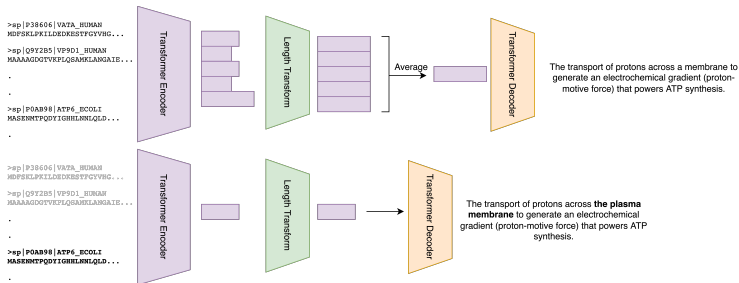 >sp|P38606|VATA_HUMAN
MDFSKLPKILDEDKESTFGYVHG...
>sp|Q9Y2B5|VP9D1_HUMAN
MAAAAGDGTVKPLQSAMKLANGAIE...
.
.
>sp|P0AB98|ATP6_ECOLI
MASENMTPQDYIGHHLNNLQLD...
.
Transformer Encoder
Length Transform
Average
Transformer Decoder
The transport of protons across a membrane to
generate an electrochemical gradient (proton-
motive force) that powers ATP synthesis.
>sp|P38606|VATA_HUMAN
MDFSKLPKILDEDKESTFGYVHG...
>sp|Q9Y2B5|VP9D1_HUMAN
MAAAAGDGTVKPLQSAMKLANGAIE...
.
.
>sp|P0AB98|ATP6_ECOLI
MASENMTPQDYIGHHLNNLQLD...
.
Transformer Encoder
Length Transform
Transformer Decoder
The transport of protons across the plasma
membrane to generate an electrochemical
gradient (proton-motive force) that powers ATP
synthesis.